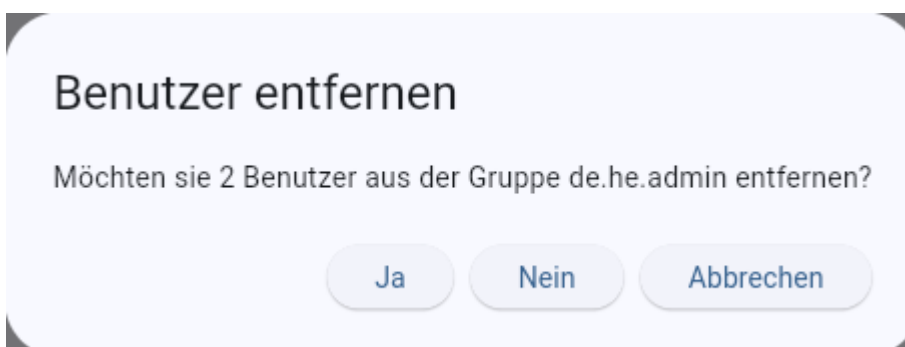 Benutzer entfernen
Möchten sie 2 Benutzer aus der Gruppe de.he.admin entfernen?
Ja
Nein
Abbrechen